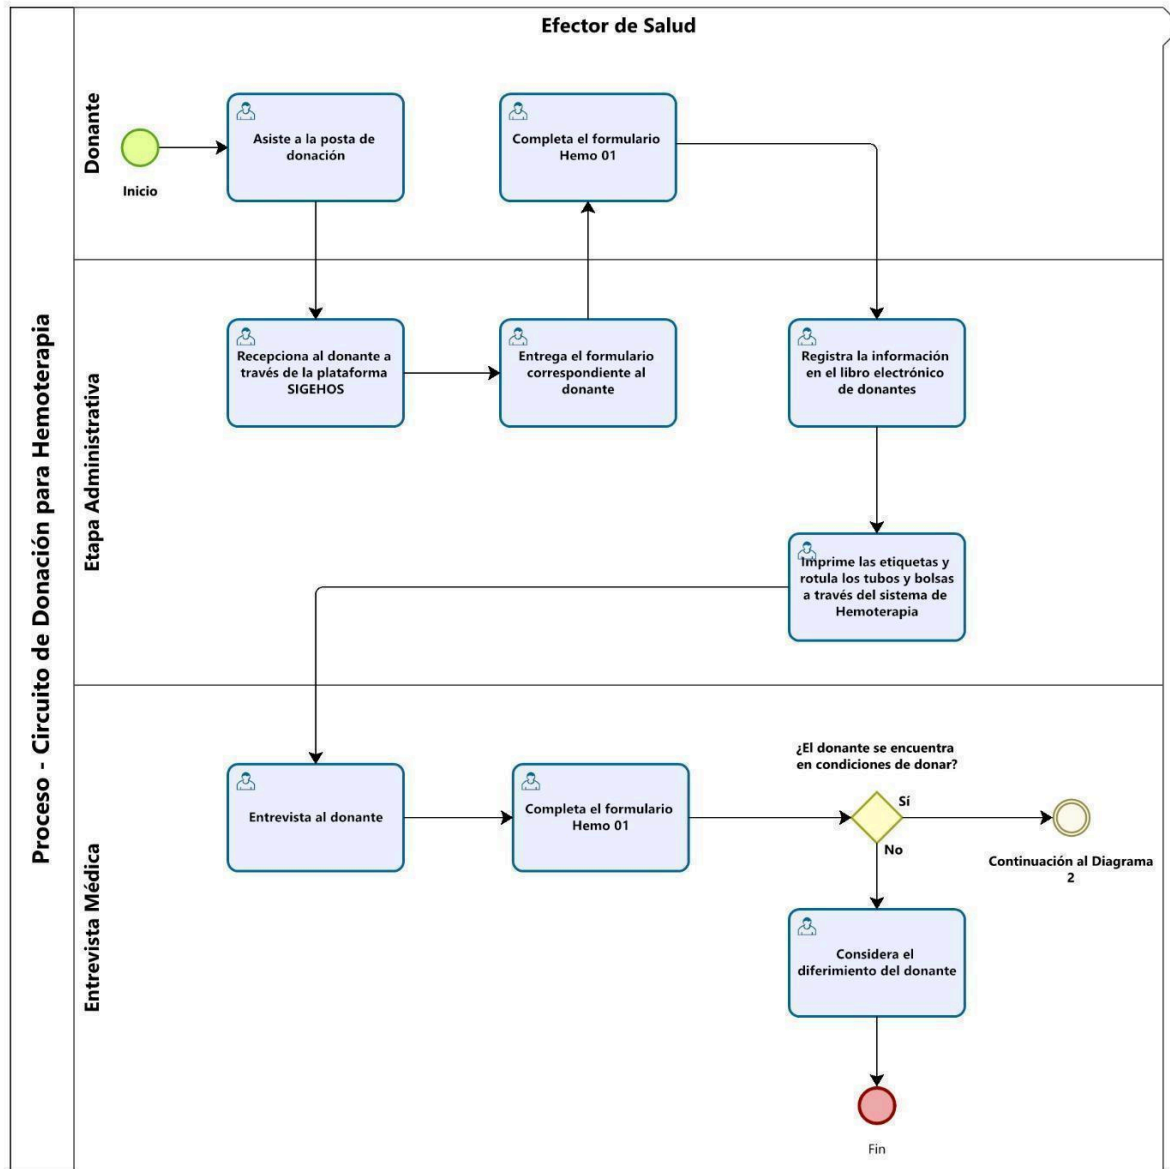 Efector de Salud
Proceso - Circuito de Donación para Hemoterapia
Donante
Inicio
Asiste a la posta de
donación
Completa el formulario
Hemo 01
Etapa Administrativa
Recepciona al donante a
través de la plataforma
SIGEHOS
Entrega el formulario
correspondiente al
donante
Registra la información
en el libro electrónico
de donantes
Imprime las etiquetas y
rotula los tubos y bolsas
a través del sistema de
Hemoterapia
Entrevista Médica
Entrevista al donante
Completa el formulario
Hemo 01
¿El donante se encuentra
en condiciones de donar?
Sí
No
Continuación al Diagrama
2
Considera el
diferimiento del donante
Fin